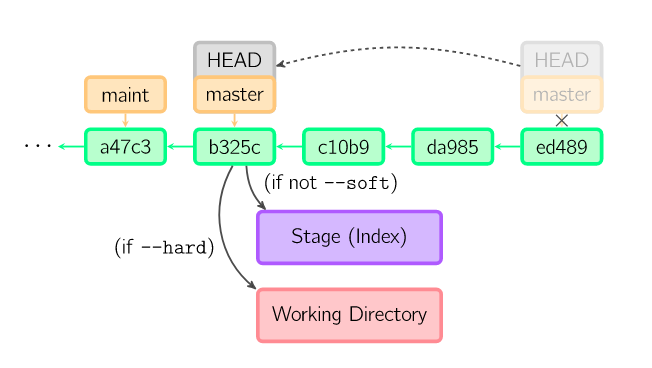 HEAD
HEAD
maint
master
master
... a47c3 b325c c10b9 da985 ed489
(if not --soft)
Stage (Index)
(if --hard)
Working Directory